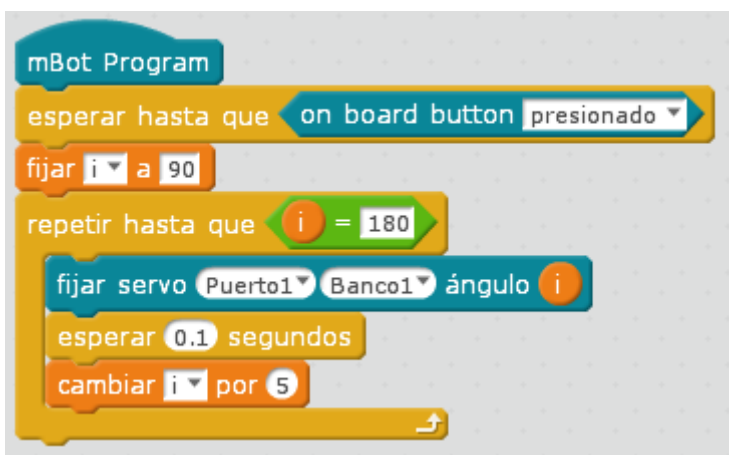 mBot Program
esperar hasta que on board button presionado
fijar i a 90
repetir hasta que i = 180
fijar servo Puerto1 Banco1 ángulo i
esperar 0.1 segundos
cambiar i por 5